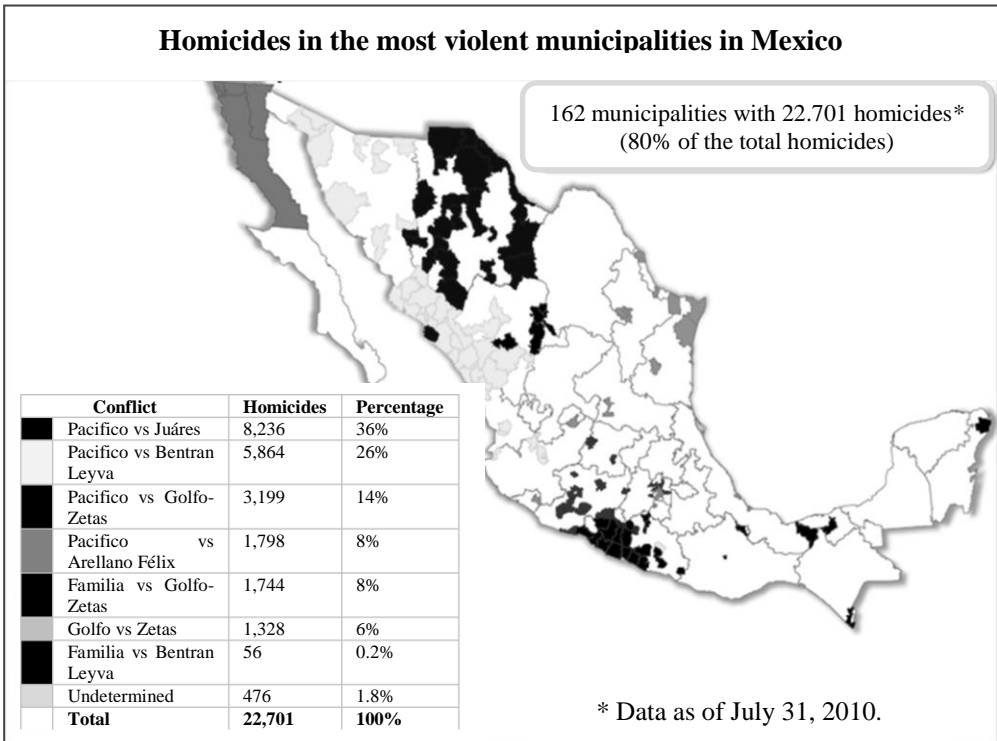 Homicides in the most violent municipalities in Mexico
162 municipalities with 22.701 homicides*
(80% of the total homicides)
Conflict Homicides Percentage
Pacifico vs Juáres 8,236 36%
Pacifico vs Bentran 5,864 26%
Leyva
Pacifico vs Golfo- 3,199 14%
Zetas
Pacifico vs 1,798 8%
Arellano Félix
Familia vs Golfo- 1,744 8%
Zetas
Golfo vs Zetas 1,328 6%
Familia vs Bentran 56 0.2%
Leyva
Undetermined 476 1.8%
Total 22,701 100%
* Data as of July 31, 2010.